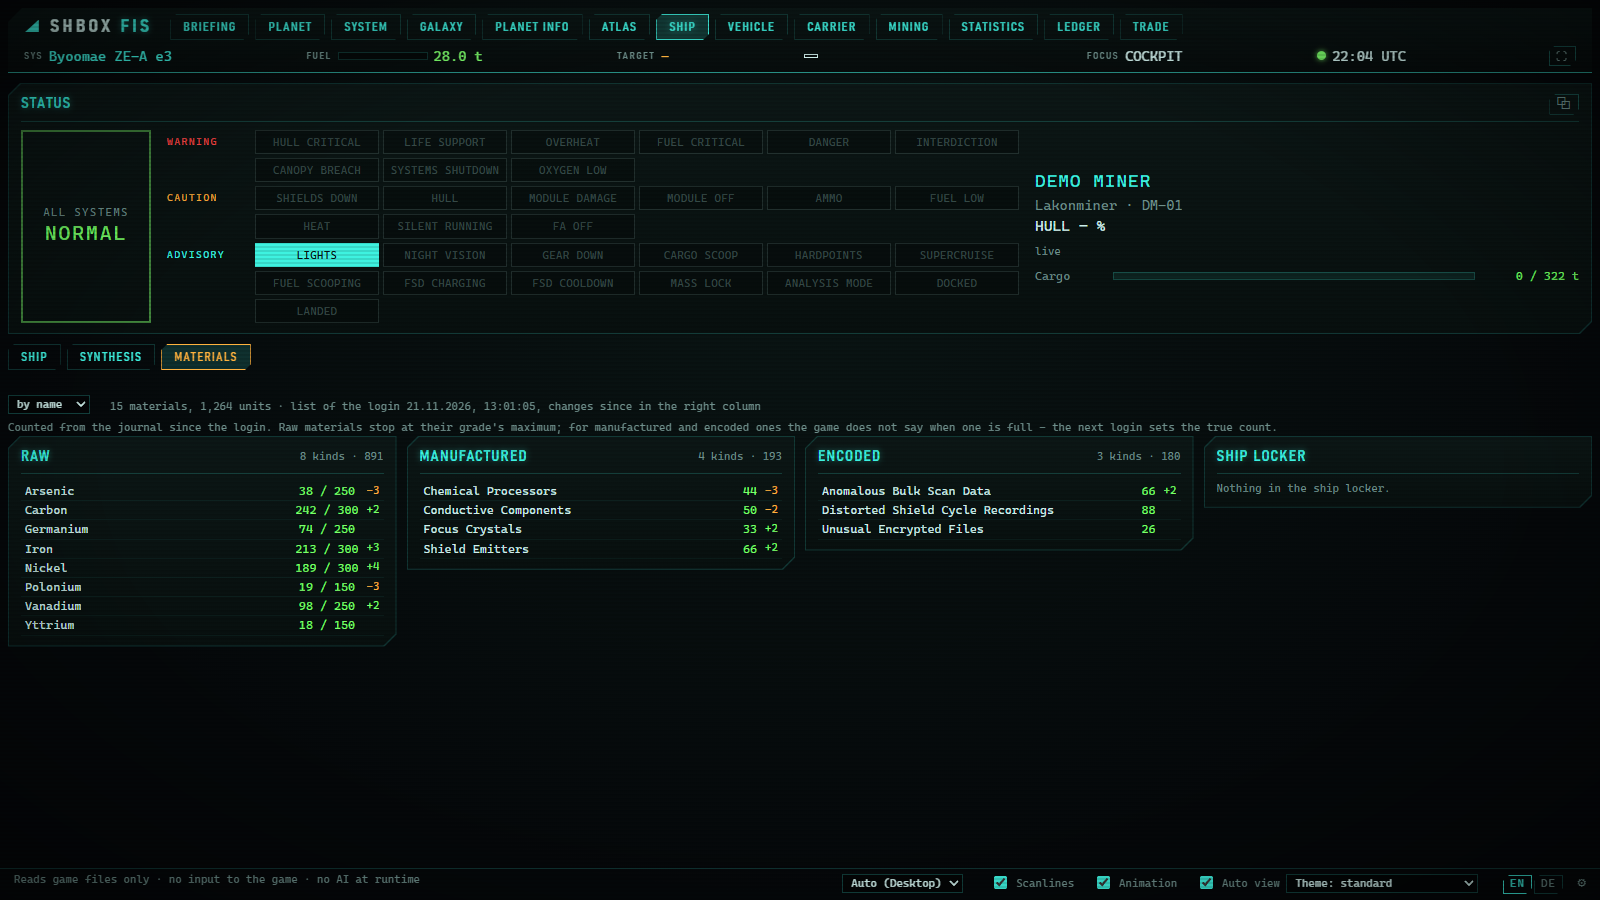 SHBOX FIS BRIEFING PLANET SYSTEM GALAXY PLANET INFO ATLAS SHIP VEHICLE CARRIER MINING STATISTICS LEDGER TRADE
SYS Byoomae ZE-A e3 FUEL 28.0 t TARGET — FOCUS COCKPIT 22:04 UTC
STATUS
WARNING HULL CRITICAL LIFE SUPPORT OVERHEAT FUEL CRITICAL DANGER INTERDICTION
CANOPY BREACH SYSTEMS SHUTDOWN OXYGEN LOW
CAUTION SHIELDS DOWN HULL MODULE DAMAGE MODULE OFF AMMO FUEL LOW
HEAT SILENT RUNNING FA OFF
ADVISORY LIGHTS NIGHT VISION GEAR DOWN CARGO SCOOP HARDPOINTS SUPERCRUISE
FUEL SCOOPING FSD CHARGING FSD COOLDOWN MASS LOCK ANALYSIS MODE DOCKED
LANDED
ALL SYSTEMS
NORMAL
DEMO MINER
Lakonminer · DM-01
HULL — %
live
Cargo 0 / 322 t
SHIP SYNTHESIS MATERIALS
by name 15 materials, 1,264 units · list of the login 21.11.2026, 13:01:05, changes since in the right column
Counted from the journal since the login. Raw materials stop at their grade's maximum; for manufactured and encoded ones the game does not say when one is full – the next login sets the true count.
RAW 8 kinds · 891
Arsenic 38 / 250 −3
Carbon 242 / 300 +2
Germanium 74 / 250
Iron 213 / 300 +3
Nickel 189 / 300 +4
Polonium 19 / 150 −3
Vanadium 98 / 250 +2
Yttrium 18 / 150
MANUFACTURED 4 kinds · 193
Chemical Processors 44 −3
Conductive Components 50 −2
Focus Crystals 33 +2
Shield Emitters 66 +2
ENCODED 3 kinds · 180
Anomalous Bulk Scan Data 66 +2
Distorted Shield Cycle Recordings 88
Unusual Encrypted Files 26
SHIP LOCKER
Nothing in the ship locker.
Reads game files only · no input to the game · no AI at runtime Auto (Desktop) Scanlines Animation Auto view Theme: standard EN DE